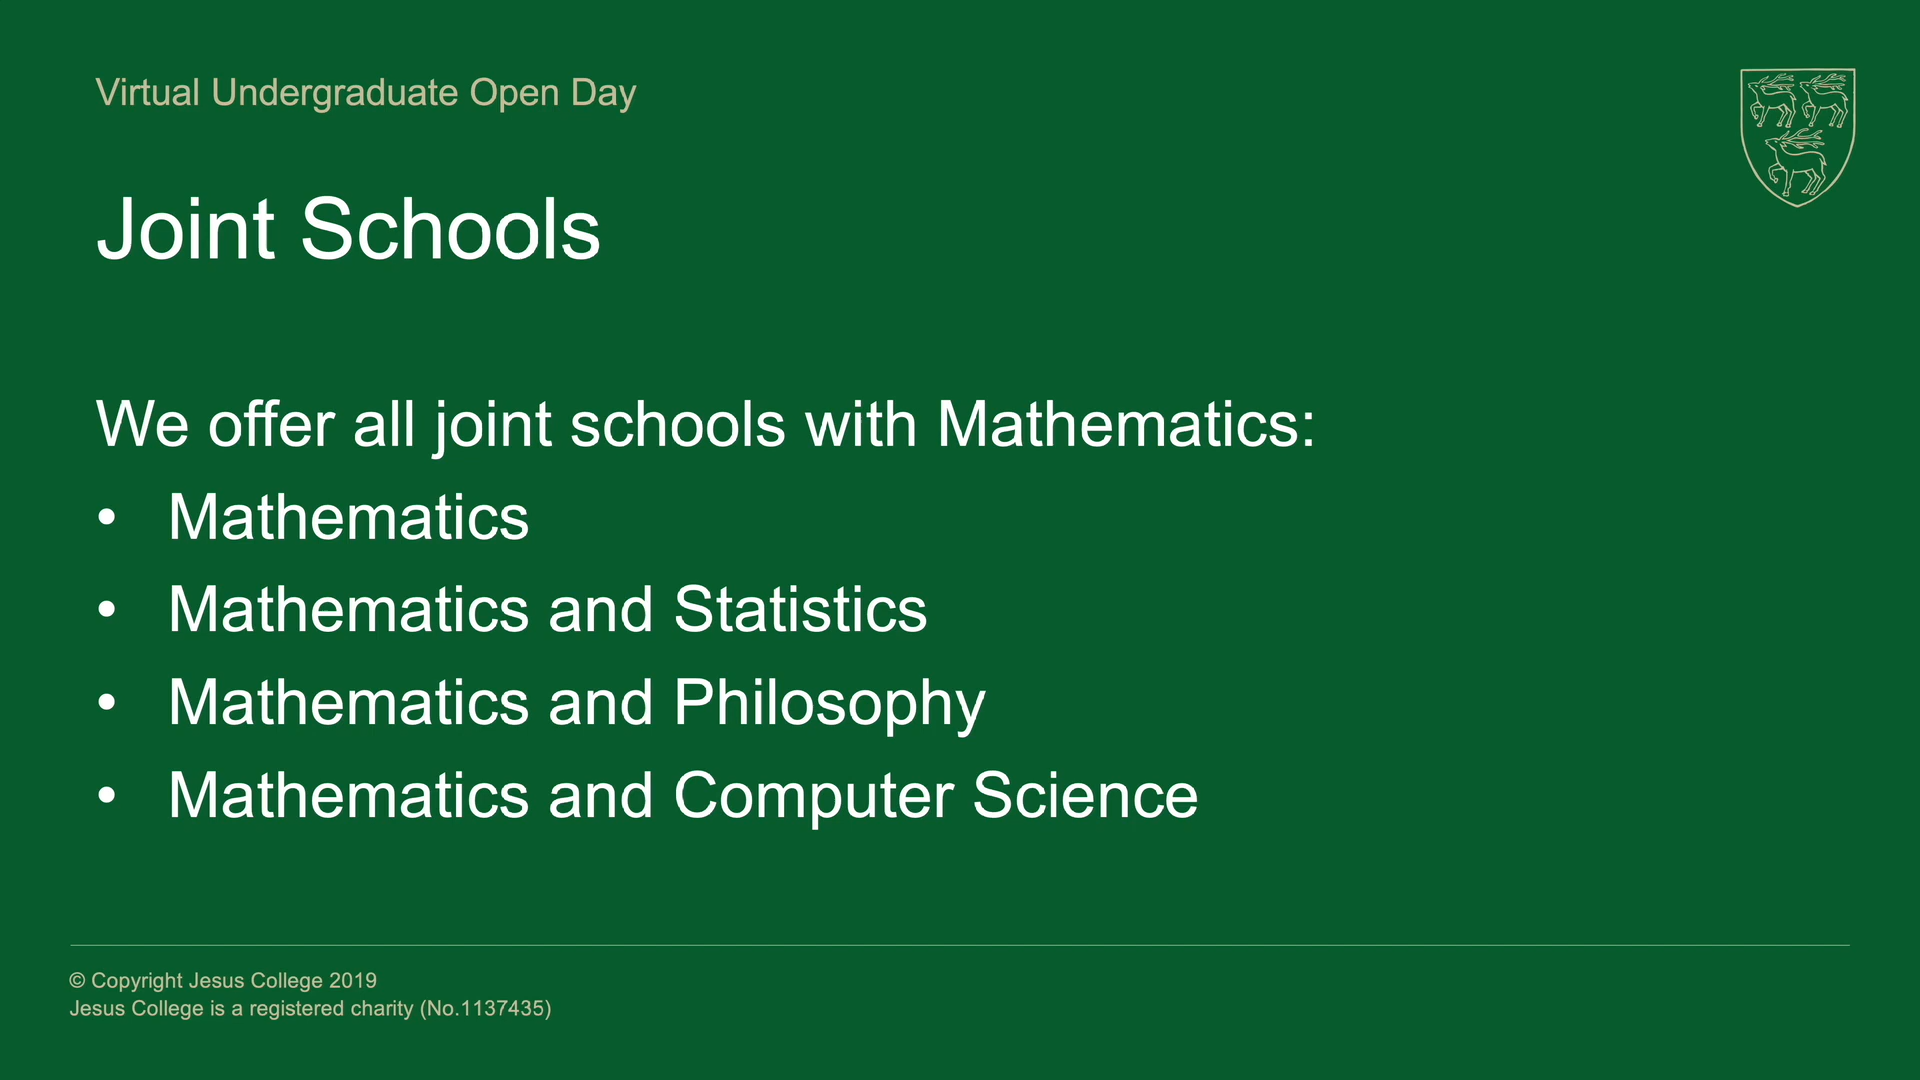 Virtual Undergraduate Open Day
Joint Schools
We offer all joint schools with Mathematics:
• Mathematics
• Mathematics and Statistics
• Mathematics and Philosophy
• Mathematics and Computer Science
© Copyright Jesus College 2019
Jesus College is a registered charity (No.1137435)